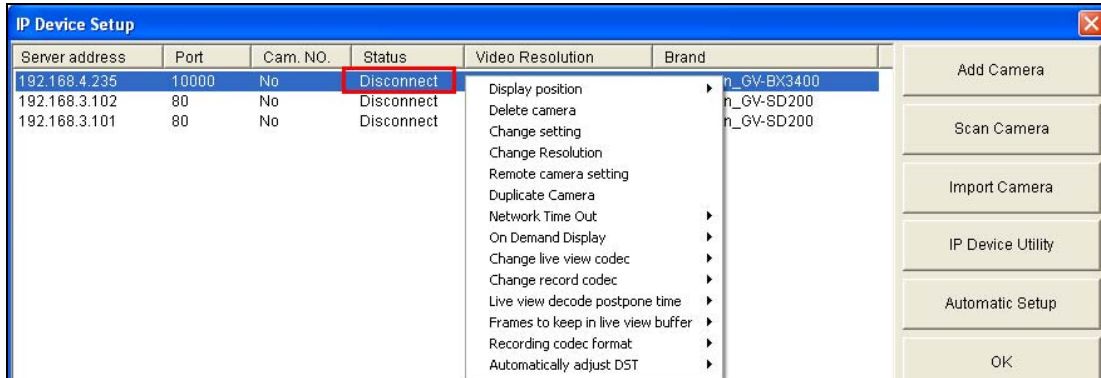 IP Device Setup
Server address Port Cam. NO. Status Video Resolution Brand
192.168.4.235 10000 No Disconnect n_GV-BX3400
192.168.3.102 80 No Disconnect n_GV-SD200
192.168.3.101 80 No Disconnect n_GV-SD200
Display position
Delete camera
Change setting
Change Resolution
Remote camera setting
Duplicate Camera
Network Time Out
On Demand Display
Change live view codec
Change record codec
Live view decode postpone time
Frames to keep in live view buffer
Recording codec format
Automatically adjust DST
Add Camera
Scan Camera
Import Camera
IP Device Utility
Automatic Setup
OK